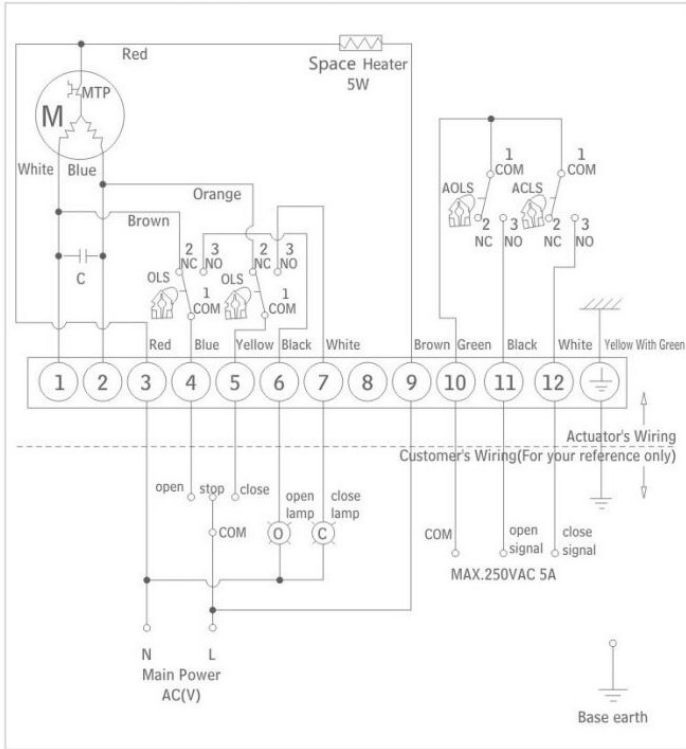 Red
Space Heater
5W
MTP
M
White Blue
Orange
Brown
C
2 3
NC NO
OLS
1
COM
2 3
NC NO
OLS
1
COM
1
COM
AOLS
2 3
NC NO
1
COM
ACLS
2 3
NC NO
Red Blue Yellow Black White Brown Green Black White Yellow With Green
1 2 3 4 5 6 7 8 9 10 11 12
Actuator's Wiring
Customer's Wiring(For your reference only)
open stop close
COM
open lamp
close lamp
O C
COM
open signal
close signal
MAX.250VAC 5A
N L
Main Power
AC(V)
Base earth